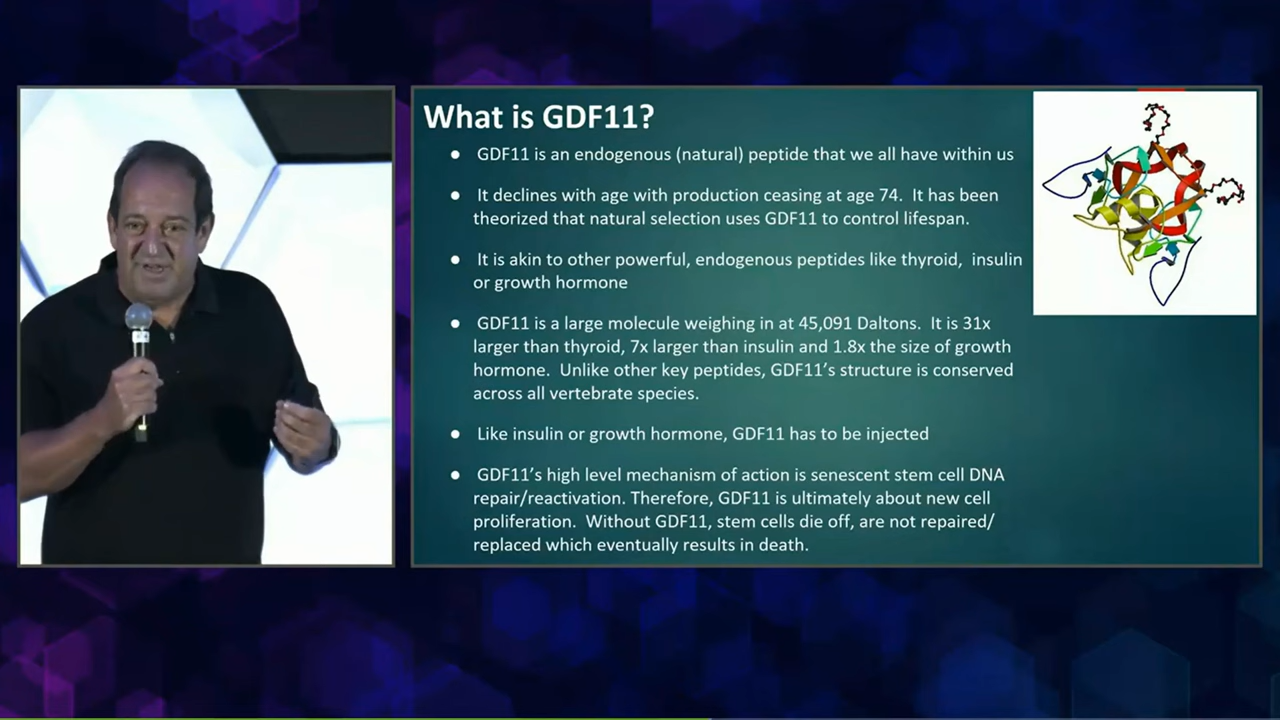 What is GDF11?
● GDF11 is an endogenous (natural) peptide that we all have within us
● It declines with age with production ceasing at age 74. It has been
theorized that natural selection uses GDF11 to control lifespan.
● It is akin to other powerful, endogenous peptides like thyroid, insulin
or growth hormone
● GDF11 is a large molecule weighing in at 45,091 Daltons. It is 31x
larger than thyroid, 7x larger than insulin and 1.8x the size of growth
hormone. Unlike other key peptides, GDF11's structure is conserved
across all vertebrate species.
● Like insulin or growth hormone, GDF11 has to be injected
● GDF11's high level mechanism of action is senescent stem cell DNA
repair/reactivation. Therefore, GDF11 is ultimately about new cell
proliferation. Without GDF11, stem cells die off, are not repaired/
replaced which eventually results in death.